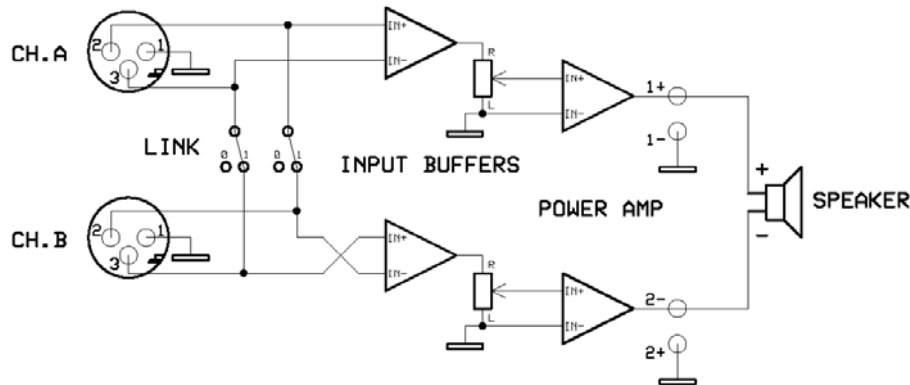 CH.A
2 1
3
IN+
IN-
R
L
IN+
IN-
1+
1-
LINK
0 1 0 1
INPUT BUFFERS
POWER AMP
+
-
SPEAKER
CH.B
2 1
3
IN+
IN-
R
L
IN+
IN-
2-
2+